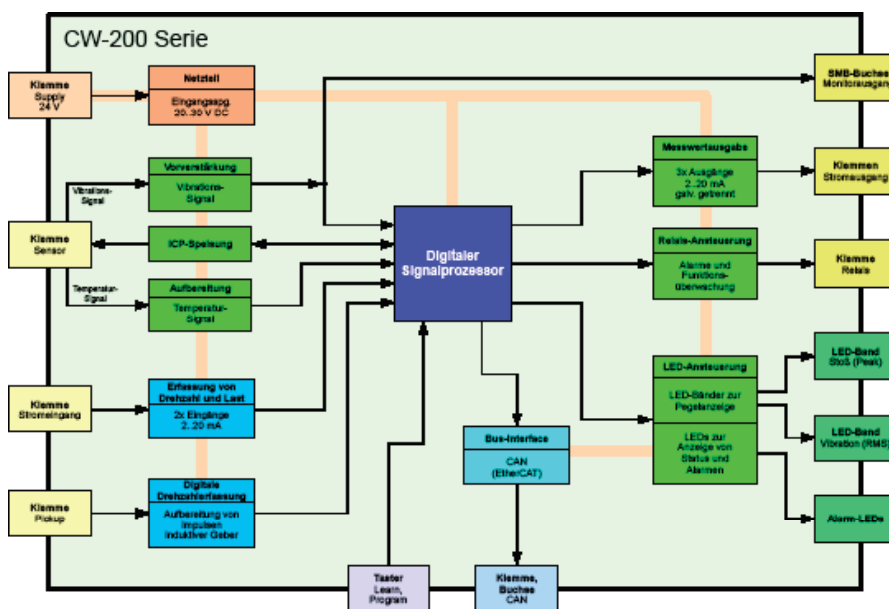 CW-200 Serie
Klemme
Supply
24 V
Netzteil
Eingangsspg.
20..30 V DC
SMB-Buchse
Monitorausgang
Vorverstärkung
Vibrations-
Signal
Vibrations-
Signal
Messwertausgabe
3x Ausgänge
2..20 mA
galv. getrennt
Klemmen
Stromausgang
Klemme
Sensor
ICP-Speisung
Digitaler
Signalprozessor
Relais-Ansteuerung
Alarme und
Funktions-
überwachung
Klemme
Relais
Temperatur-
Signal
Aufbereitung
Temperatur-
Signal
LED-Band
Stoß (Peak)
Klemme
Stromeingang
Erfassung von
Drehzahl und Last
2x Eingänge
2..20 mA
LED-Ansteuerung
LED-Bänder zur
Pegelanzeige
LEDs zur
Anzeige von
Status und
Alarmen
LED-Band
Vibration (RMS)
Bus-Interface
CAN
(EtherCAT)
Klemme
Pickup
Digitale
Drehzahlerfassung
Aufbereitung von
Impulsen
induktiver Geber
Alarm-LEDs
Taster
Learn,
Program
Klemme,
Buchse
CAN